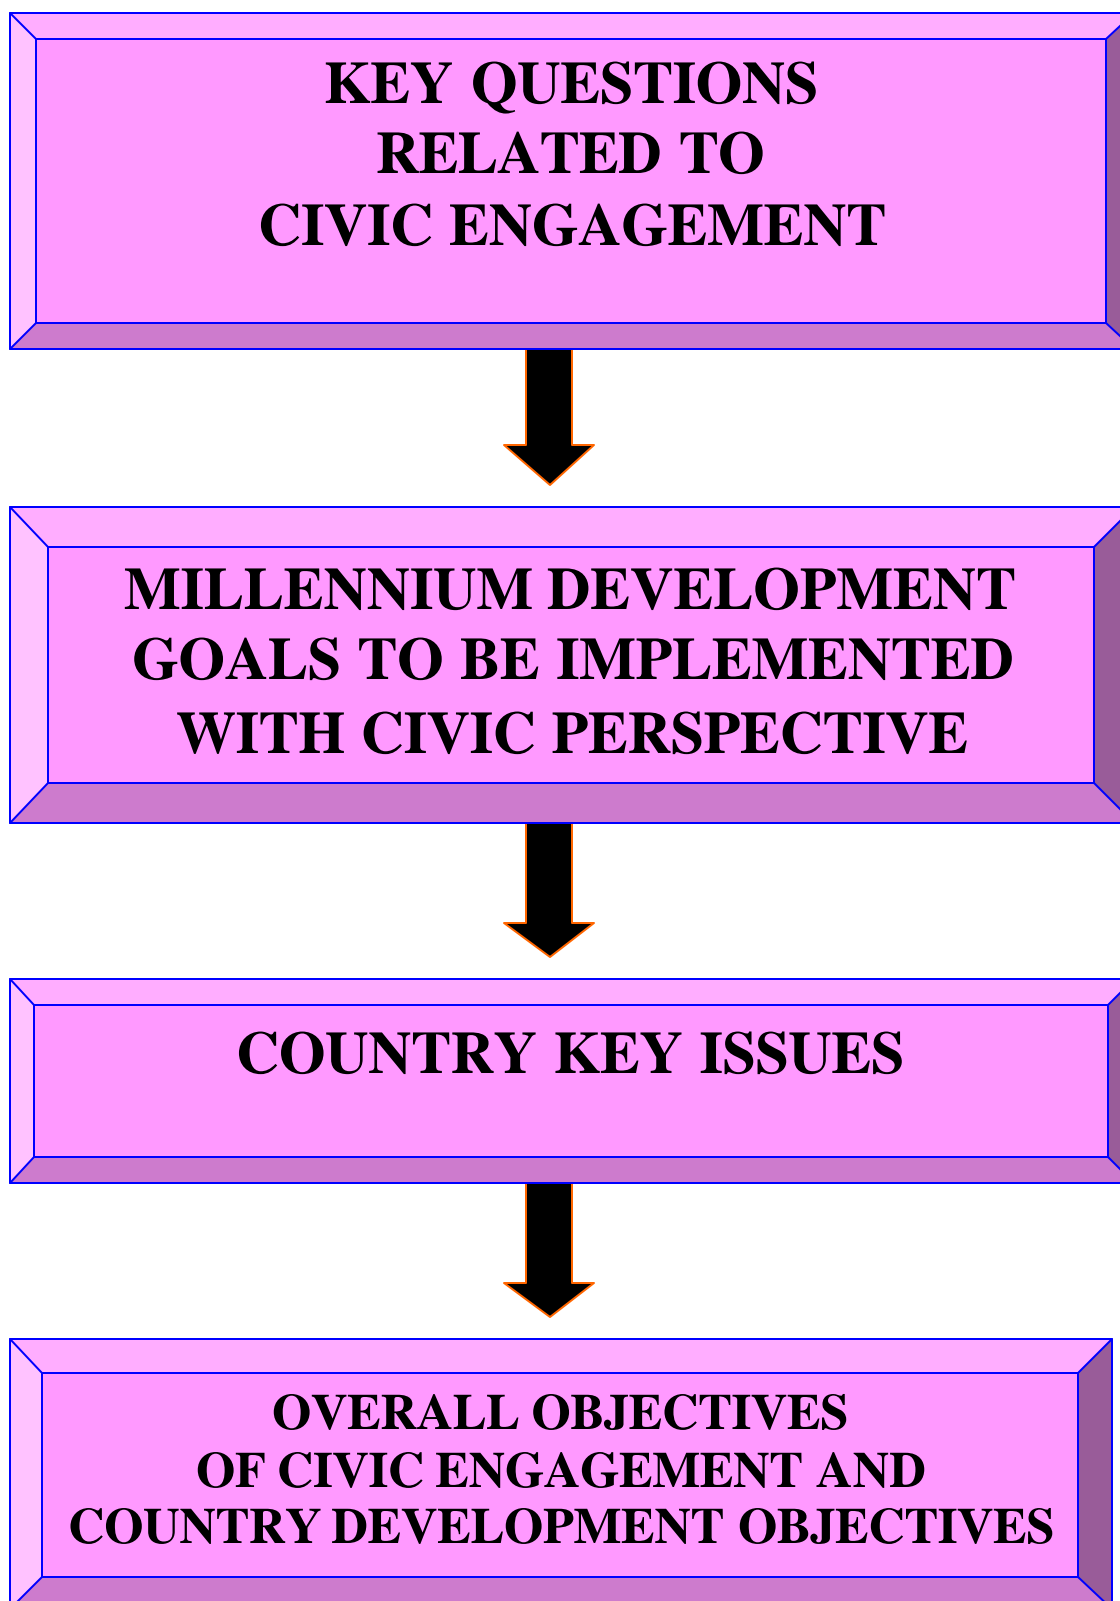 KEY QUESTIONS
RELATED TO
CIVIC ENGAGEMENT
MILLENNIUM DEVELOPMENT
GOALS TO BE IMPLEMENTED
WITH CIVIC PERSPECTIVE
COUNTRY KEY ISSUES
OVERALL OBJECTIVES
OF CIVIC ENGAGEMENT AND
COUNTRY DEVELOPMENT OBJECTIVES